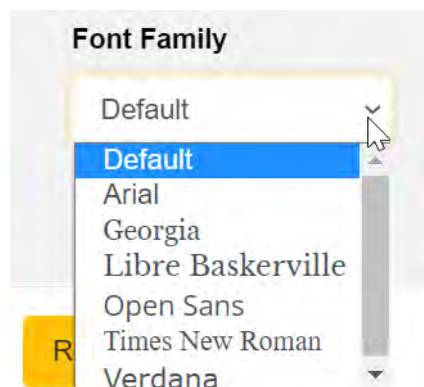 Font Family
Default
Default
Arial
Georgia
Libre Baskerville
Open Sans
Times New Roman
R
Verdana